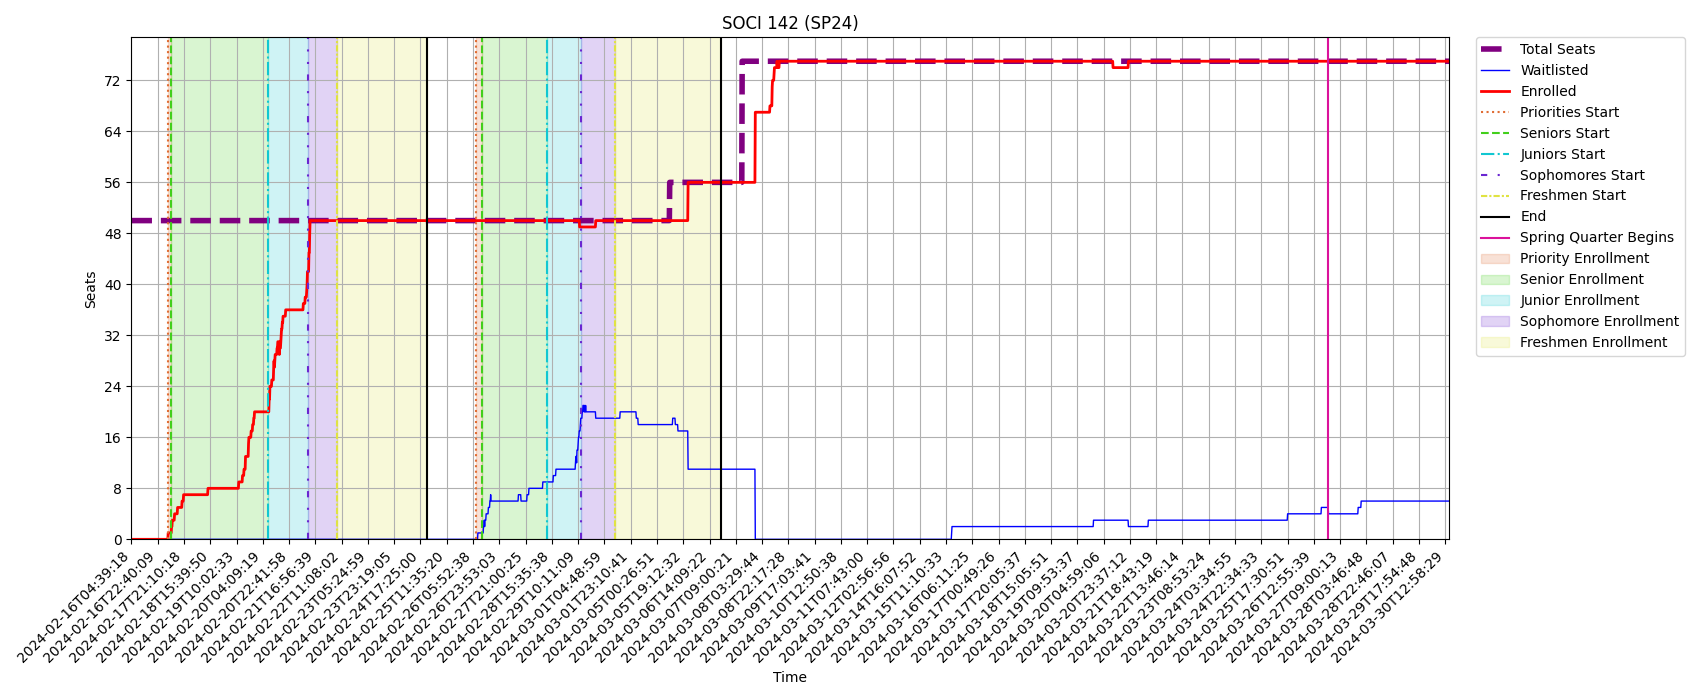 SOCI 142 (SP24)
Seats
72
64
56
48
40
32
24
16
8
0
2024-02-16T04:39:18
2024-02-16T22:40:09
2024-02-17T21:10:18
2024-02-18T15:39:50
2024-02-19T10:02:33
2024-02-20T04:09:19
2024-02-20T22:41:58
2024-02-21T16:56:39
2024-02-22T11:08:02
2024-02-23T05:24:59
2024-02-23T23:19:05
2024-02-24T17:25:00
2024-02-25T11:35:20
2024-02-26T05:52:38
2024-02-26T23:53:03
2024-02-27T21:00:25
2024-02-28T15:35:38
2024-02-29T10:11:09
2024-03-01T04:48:59
2024-03-01T23:10:41
2024-03-05T00:26:51
2024-03-05T19:12:32
2024-03-06T14:09:22
2024-03-07T09:00:21
2024-03-08T03:29:44
2024-03-08T22:17:28
2024-03-09T17:03:41
2024-03-10T12:50:38
2024-03-11T07:43:00
2024-03-12T02:56:56
2024-03-14T16:07:52
2024-03-15T11:10:33
2024-03-16T06:11:25
2024-03-17T00:49:26
2024-03-17T20:05:37
2024-03-18T15:05:51
2024-03-19T09:53:37
2024-03-20T04:59:06
2024-03-20T23:37:12
2024-03-21T18:43:19
2024-03-22T13:46:14
2024-03-23T08:53:24
2024-03-24T03:34:55
2024-03-24T22:34:33
2024-03-25T17:30:51
2024-03-26T12:55:39
2024-03-27T09:00:13
2024-03-28T03:46:48
2024-03-28T22:46:07
2024-03-29T17:54:48
2024-03-30T12:58:29
Time
Total Seats
Waitlisted
Enrolled
Priorities Start
Seniors Start
Juniors Start
Sophomores Start
Freshmen Start
End
Spring Quarter Begins
Priority Enrollment
Senior Enrollment
Junior Enrollment
Sophomore Enrollment
Freshmen Enrollment